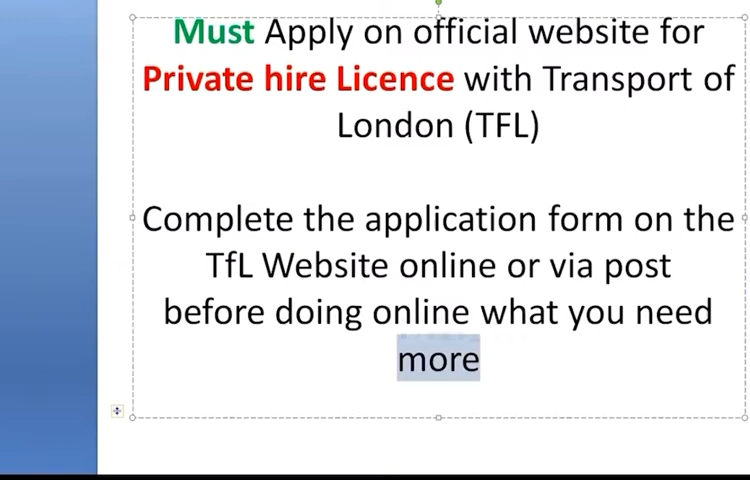 Must Apply on official website for
Private hire Licence with Transport of
London (TFL)
Complete the application form on the
TfL Website online or via post
before doing online what you need
more